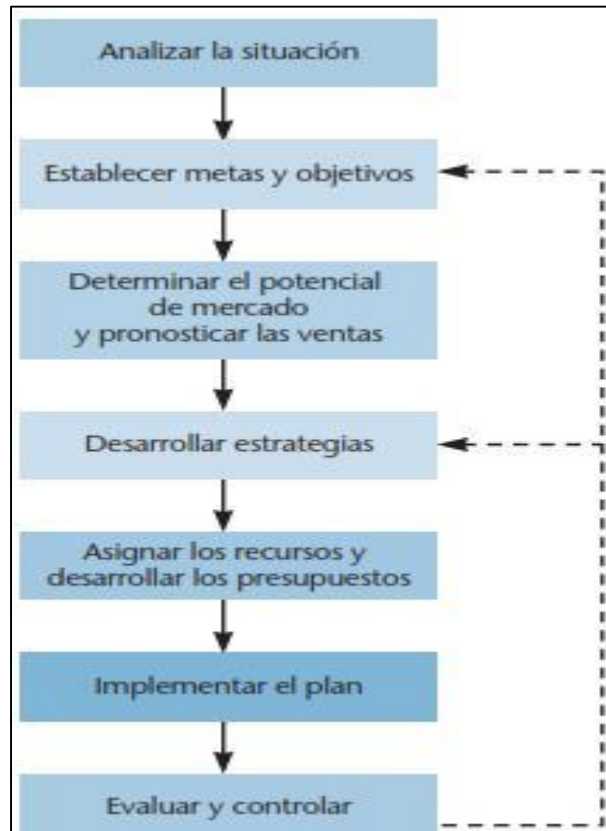 Analizar la situación
Establecer metas y objetivos
Determinar el potencial
de mercado
y pronosticar las ventas
Desarrollar estrategias
Asignar los recursos y
desarrollar los presupuestos
Implementar el plan
Evaluar y controlar